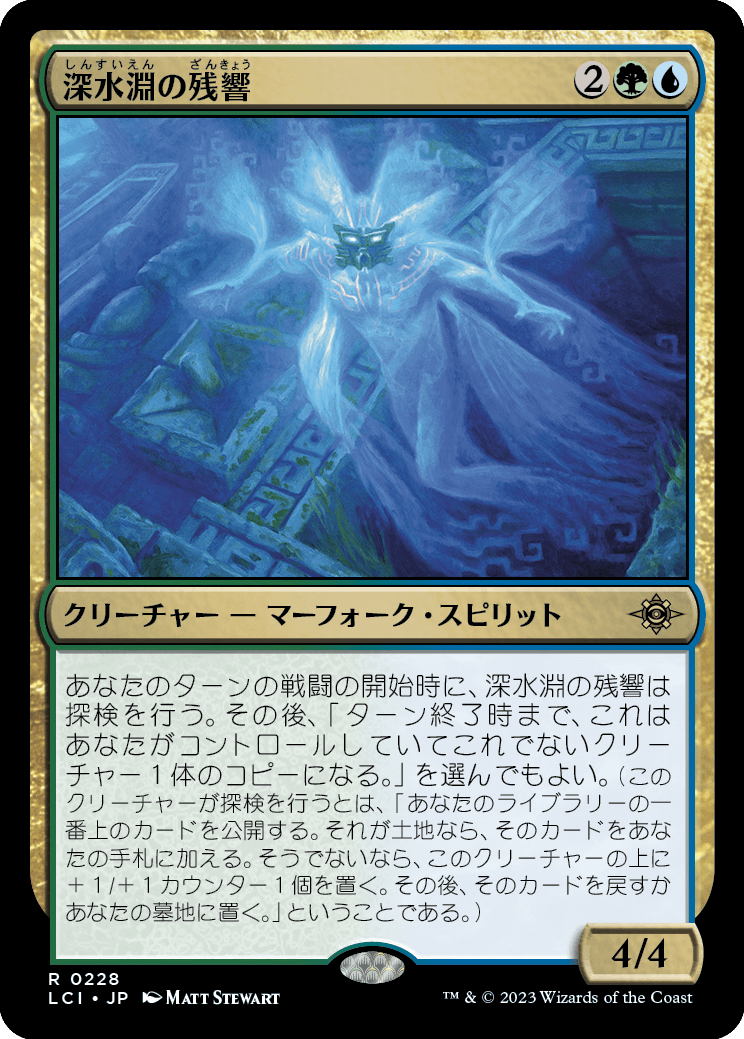 しんすいえん ざんきょう
深水淵の残響
2
クリーチャー — マーフォーク・スピリット
あなたのターンの戦闘の開始時に、深水淵の残響は
探検を行う。その後、「ターン終了時まで、これは
あなたがコントロールしていてこれでないクリー
チャー1体のコピーになる。」を選んでもよい。（この
クリーチャーが探検を行うとは、「あなたのライブラリーの一
番上のカードを公開する。それが土地なら、そのカードをあな
たの手札に加える。そうでないなら、このクリーチャーの上に
+1/+1カウンター1個を置く。その後、そのカードを戻すか
あなたの墓地に置く。」ということである。）
4/4
R 0228
LCI • JP MATT STEWART
™ & © 2023 Wizards of the Coast